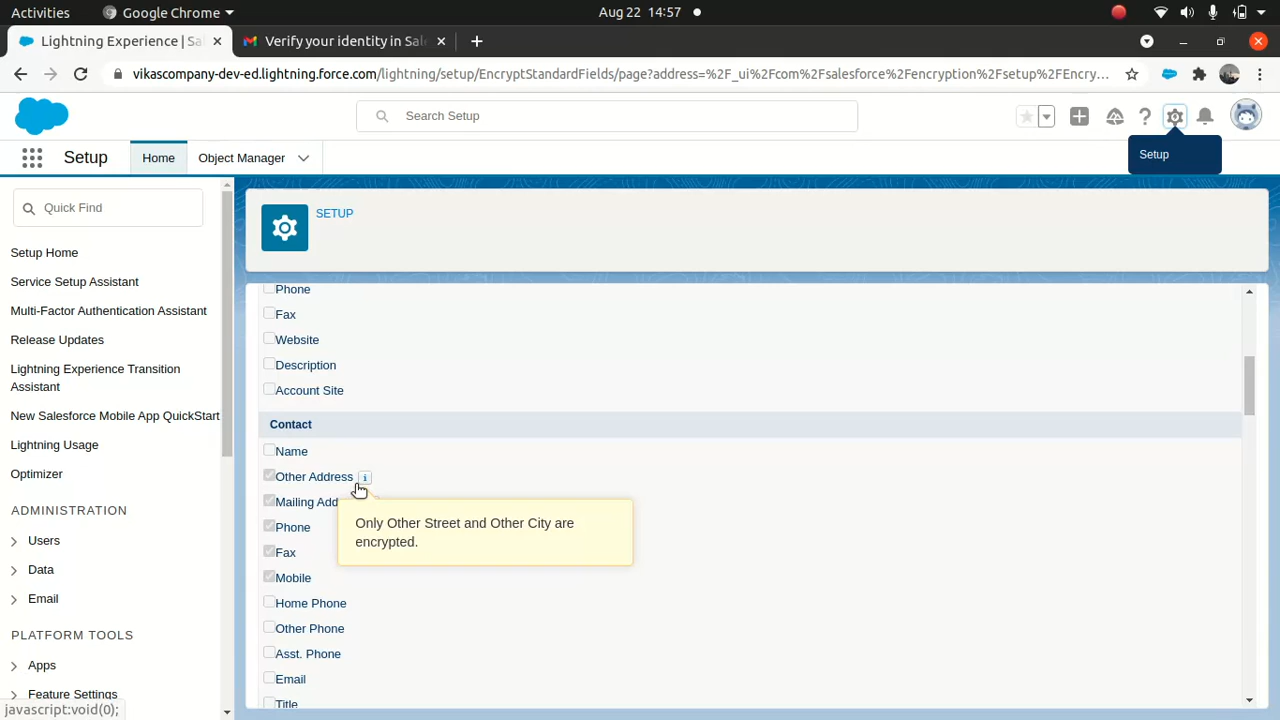 Activities
Google Chrome
Aug 22 14:57
Lightning Experience | Sa
Verify your identity in Sale
vikascompany-dev-ed.lightning.force.com/lightning/setup/EncryptStandardFields/page?address=%2F_ui%2Fcom%2Fsalesforce%2Fencryption%2Fsetup%2FEncry...
Search Setup
Setup
Home
Object Manager
Setup
Quick Find
SETUP
Setup Home
Service Setup Assistant
Multi-Factor Authentication Assistant
Release Updates
Lightning Experience Transition
Assistant
New Salesforce Mobile App QuickStart
Lightning Usage
Optimizer
ADMINISTRATION
Users
Data
Email
PLATFORM TOOLS
Apps
Feature Settings
javascript:void(0);
Phone
Fax
Website
Description
Account Site
Contact
Name
Other Address
Mailing Add
Only Other Street and Other City are
encrypted.
Phone
Fax
Mobile
Home Phone
Other Phone
Asst. Phone
Email
Title